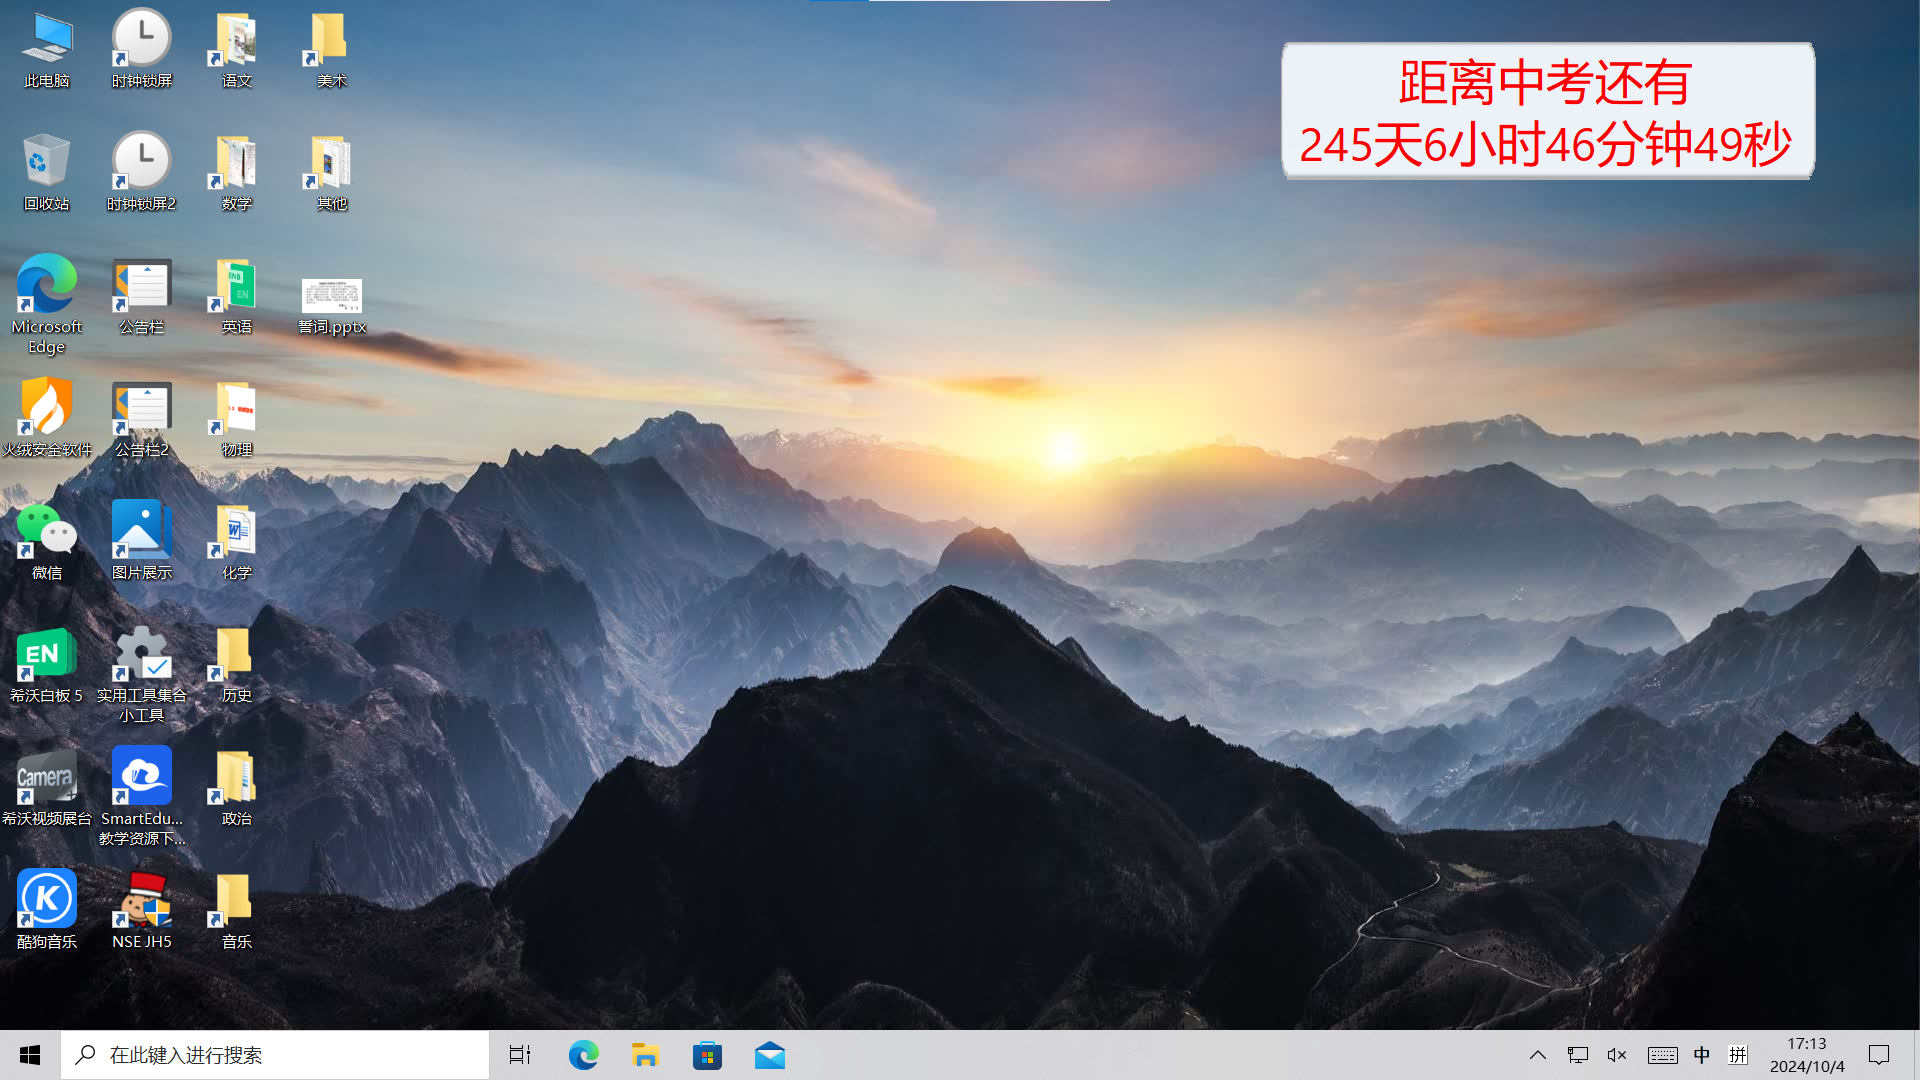 此电脑
时钟锁屏
语文
美术
距离中考还有
245天6小时46分钟49秒
回收站
时钟锁屏2
数学
其他
Microsoft
Edge
公告栏
英语
誓词.pptx
火绒安全软件
公告栏2
物理
微信
图片展示
化学
EN
希沃白板 5
实用工具集合
小工具
历史
Camera
希沃视频展台
SmartEdu...
教学资源下...
政治
K
酷狗音乐
NSE JH5
音乐
在此键入进行搜索
中
拼
17:13
2024/10/4